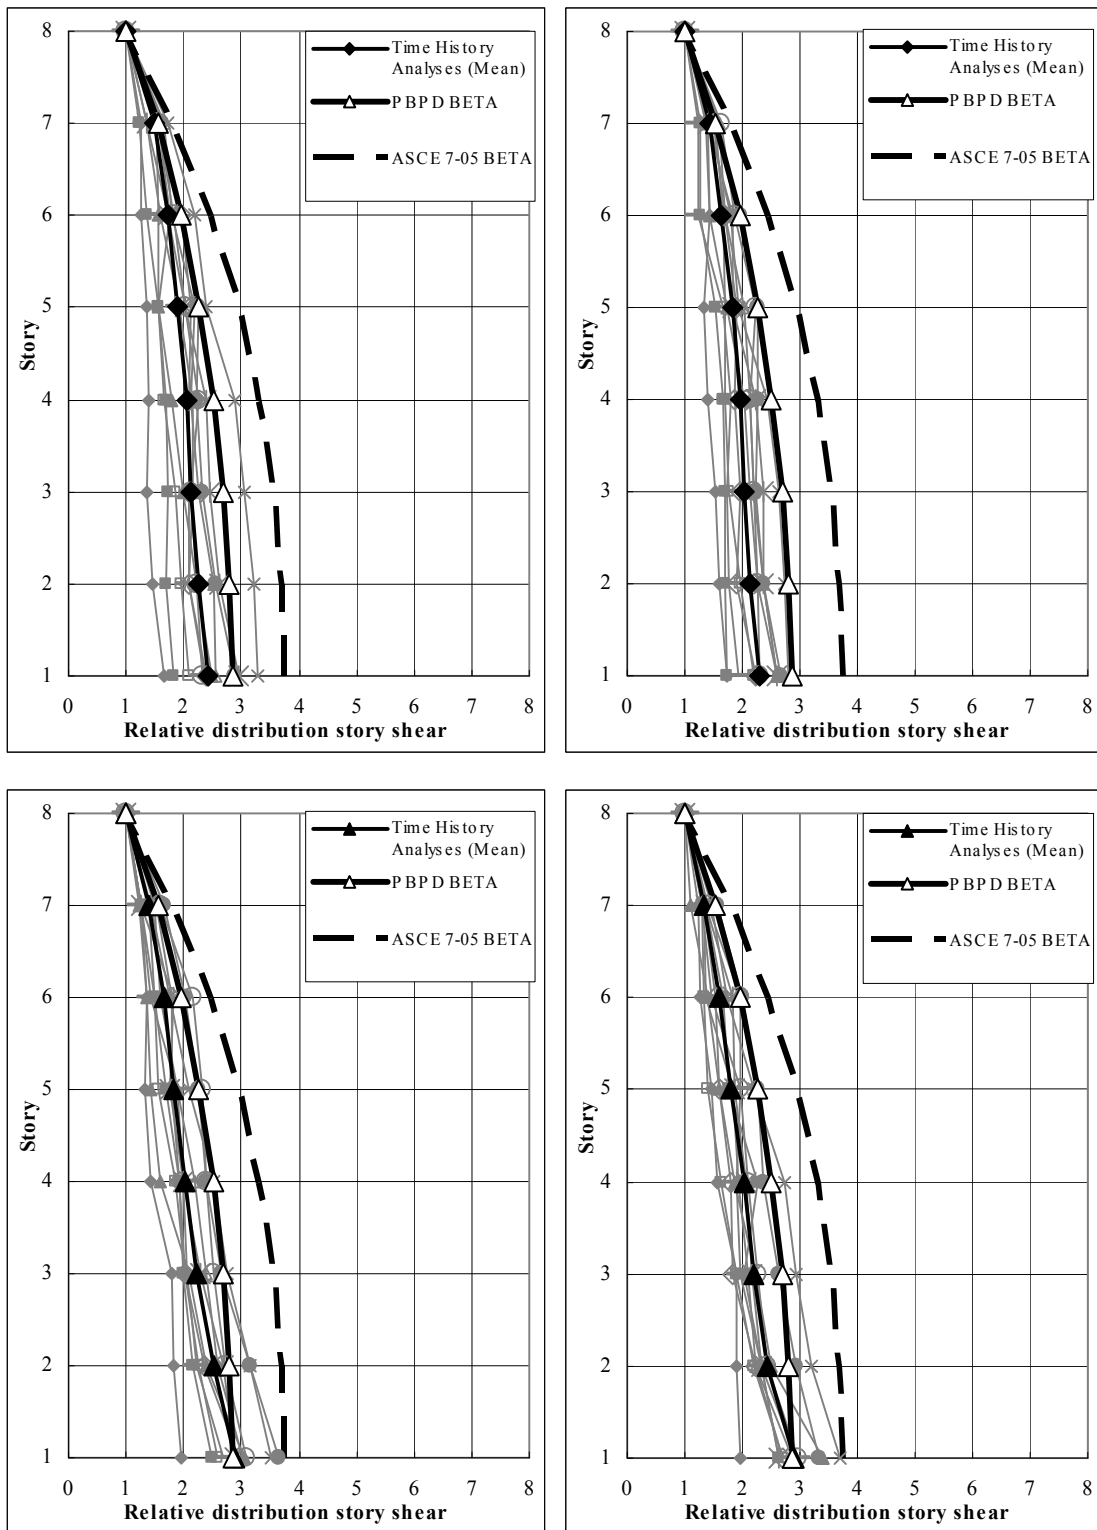 8
7
6
5
4
3
2
1
Story
0 1 2 3 4 5 6 7 8
Relative distribution story shear
Time History
Analyses (Mean)
PBPD BETA
ASCE 7-05 BETA
8
7
6
5
4
3
2
1
Story
0 1 2 3 4 5 6 7 8
Relative distribution story shear
Time History
Analyses (Mean)
PBPD BETA
ASCE 7-05 BETA
8
7
6
5
4
3
2
1
Story
0 1 2 3 4 5 6 7 8
Relative distribution story shear
Time History
Analyses (Mean)
PBPD BETA
ASCE 7-05 BETA
8
7
6
5
4
3
2
1
Story
0 1 2 3 4 5 6 7 8
Relative distribution story shear
Time History
Analyses (Mean)
PBPD BETA
ASCE 7-05 BETA